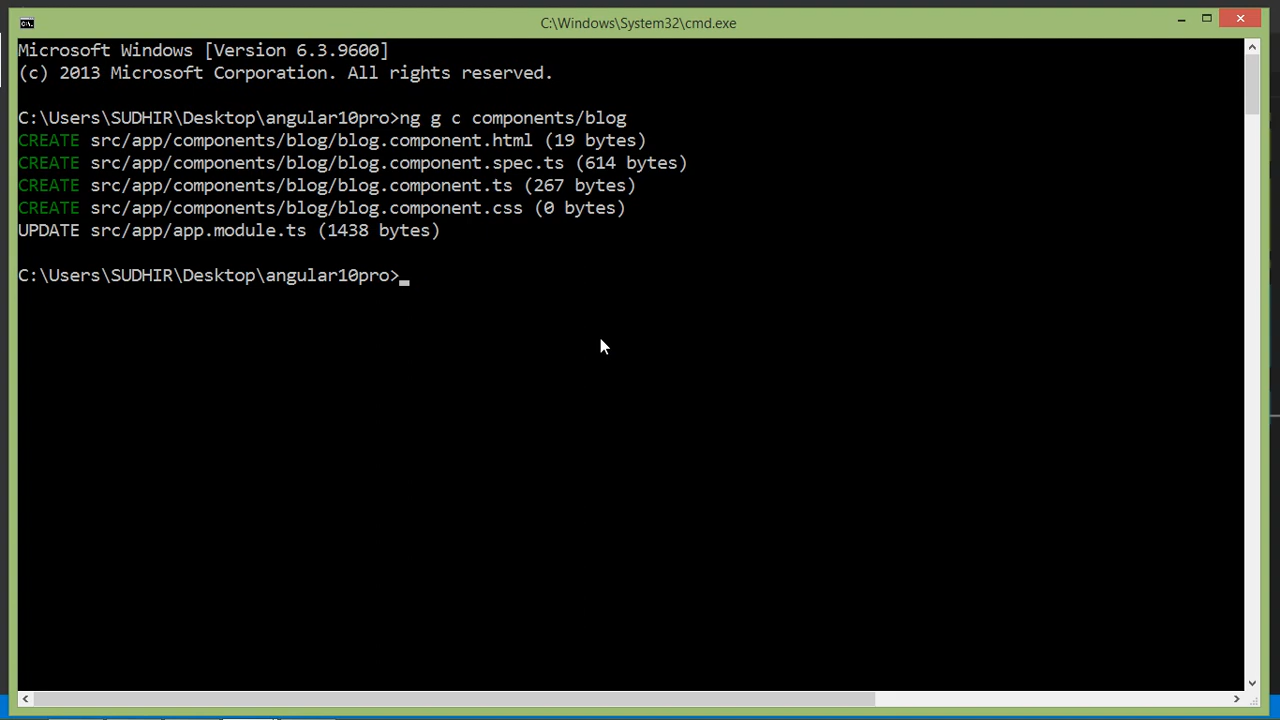 C:\Windows\System32\cmd.exe
Microsoft Windows [Version 6.3.9600]
(c) 2013 Microsoft Corporation. All rights reserved.
C:\Users\SUDHIR\Desktop\angular10pro>ng g c components/blog
CREATE src/app/components/blog/blog.component.html (19 bytes)
CREATE src/app/components/blog/blog.component.spec.ts (614 bytes)
CREATE src/app/components/blog/blog.component.ts (267 bytes)
CREATE src/app/components/blog/blog.component.css (0 bytes)
UPDATE src/app/app.module.ts (1438 bytes)
C:\Users\SUDHIR\Desktop\angular10pro>